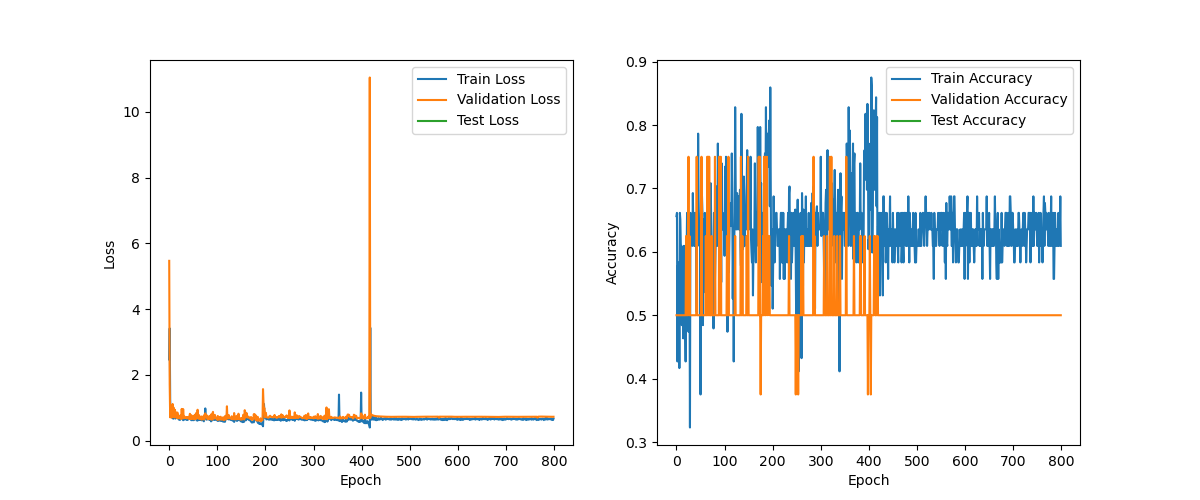 Train Loss
Validation Loss
Test Loss
10
8
6
4
2
0
Loss
0 100 200 300 400 500 600 700 800
Epoch
Train Accuracy
Validation Accuracy
Test Accuracy
0.9
0.8
0.7
0.6
0.5
0.4
0.3
Accuracy
0 100 200 300 400 500 600 700 800
Epoch